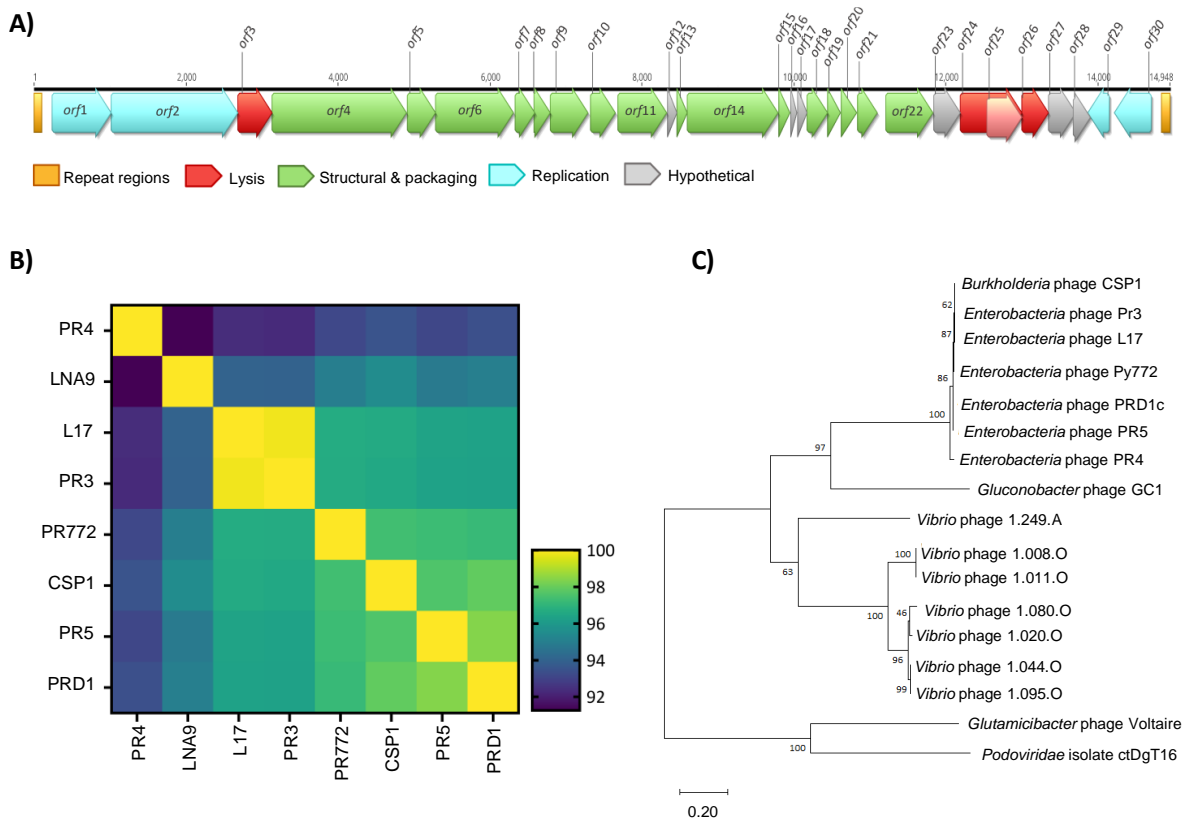 A)
orf3
orf5
orf7
orf8
orf9
orf10
orf12
orf13
orf15
orf16
orf17
orf18
orf19
orf20
orf21
orf23
orf24
orf25
orf26
orf27
orf28
orf29
orf30
1 2,000 4,000 6,000 8,000 10,000 12,000 14,000 14,948
orf1 orf2 orf4 orf6 orf11 orf14 orf22
Repeat regions Lysis Structural & packaging Replication Hypothetical
B)
PR4
LNA9
L17
PR3
PR772
CSP1
PR5
PRD1
PR4 LNA9 L17 PR3 PR772 CSP1 PR5 PRD1
100
98
96
94
92
C)
Burkholderia phage CSP1
62
Enterobacteria phage Pr3
87
Enterobacteria phage L17
Enterobacteria phage Py772
86
Enterobacteria phage PRD1c
100
Enterobacteria phage PR5
97
Enterobacteria phage PR4
Gluconobacter phage GC1
Vibrio phage 1.249.A
63
100
Vibrio phage 1.008.O
Vibrio phage 1.011.O
100
46
Vibrio phage 1.080.O
Vibrio phage 1.020.O
96
Vibrio phage 1.044.O
99
Vibrio phage 1.095.O
Glutamicibacter phage Voltaire
100
Podoviridae isolate ctDgT16
0.20